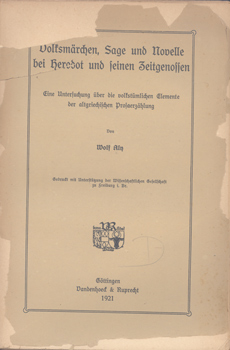 Volksmärchen, Sage und Novelle
bei Herodot und seinen Zeitgenossen
Eine Untersuchung über die volkstümlichen Elemente
der altgriechischen Prosaerzählung
Von
Wolf Aly
Gedruckt mit Unterstützung der Wissenschaftlichen Gesellschaft
zu Freiburg i. Br.
Göttingen
Vandenhoeck & Ruprecht
1921